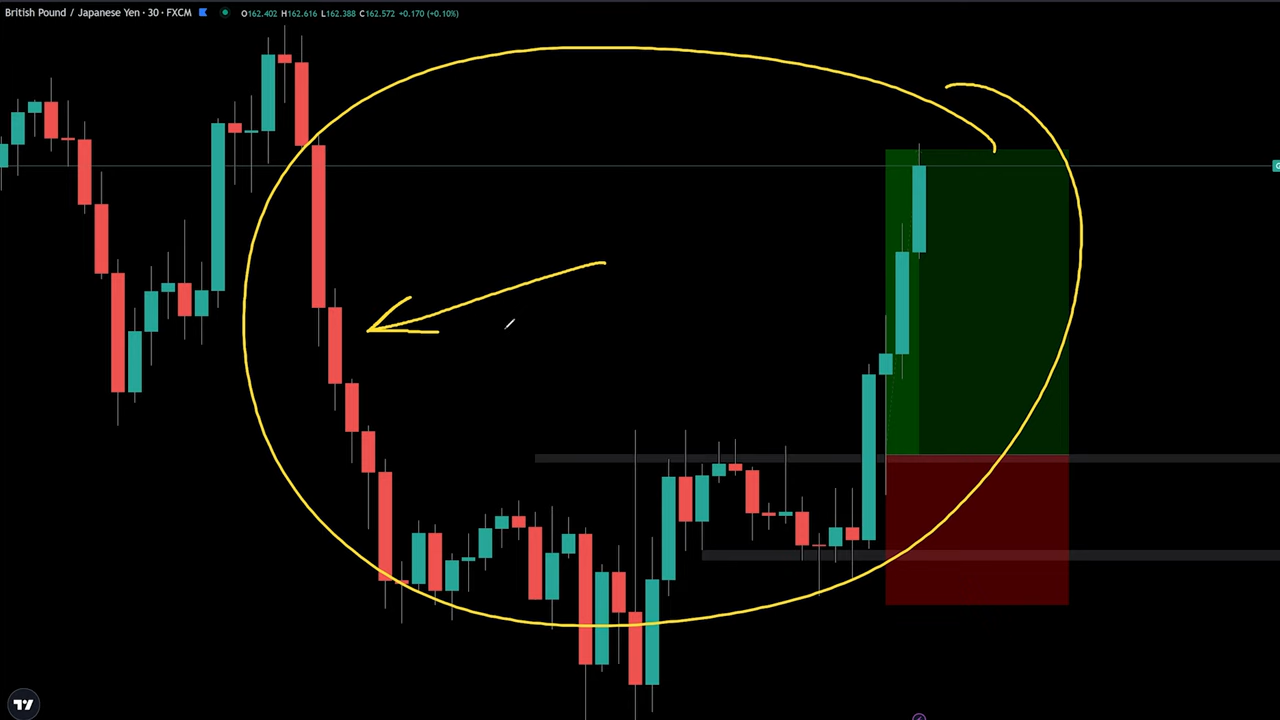 British Pound / Japanese Yen · 30 · FXCM O162.402 H162.616 L162.388 C162.572 +0.170 (+0.10%)